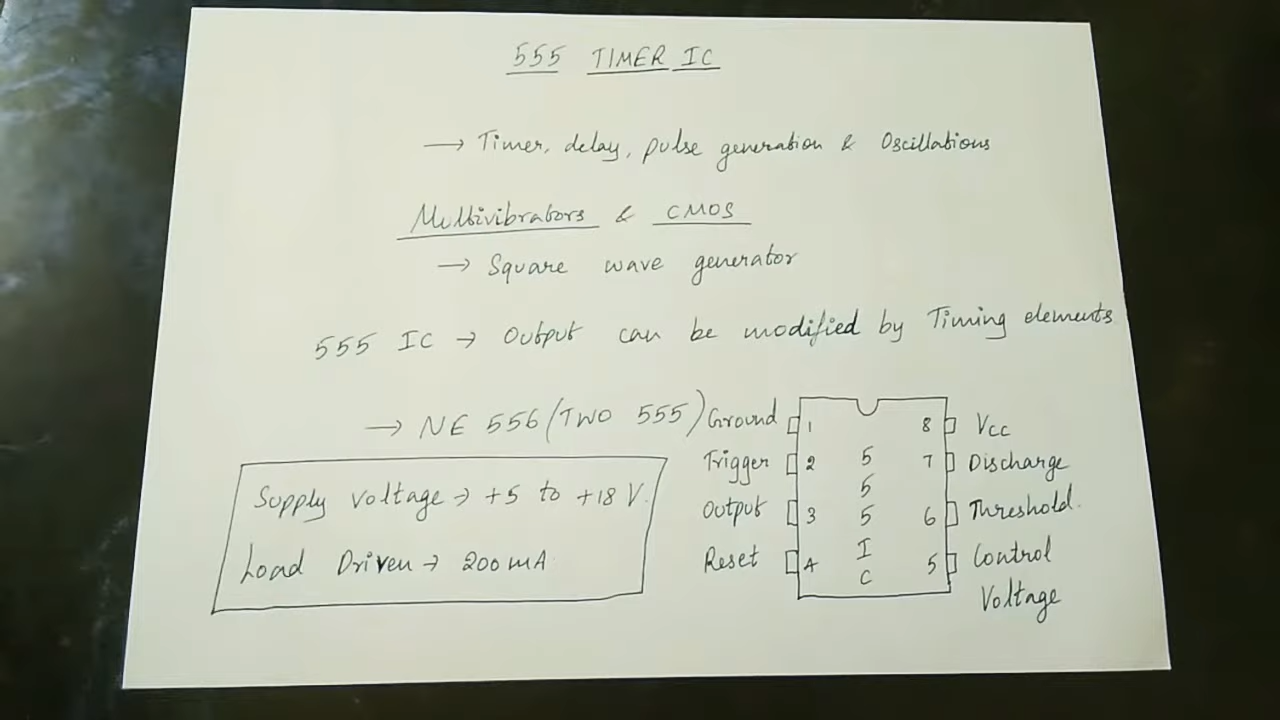 555 TIMER IC
→ Timer, delay, pulse generation & Oscillations
Multivibrators & CMOS
→ Square wave generator
555 IC → Output can be modified by Timing elements
→ NE 556 (TWO 555)
Supply voltage → +5 to +18 V
Load Driven → 200 mA
Ground 1 8 Vcc
Trigger 2 5 7 Discharge
5
Output 3 5 6 Threshold.
Reset 4 I 5 Control
C
Voltage